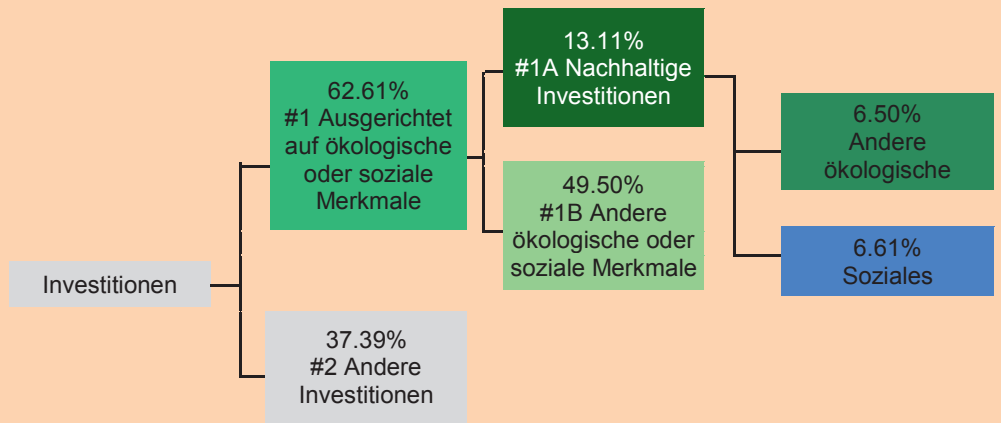 Investitionen
62.61%
#1 Ausgerichtet
auf ökologische
oder soziale
Merkmale
37.39%
#2 Andere
Investitionen
13.11%
#1A Nachhaltige
Investitionen
49.50%
#1B Andere
ökologische oder
soziale Merkmale
6.50%
Andere
ökologische
6.61%
Soziales